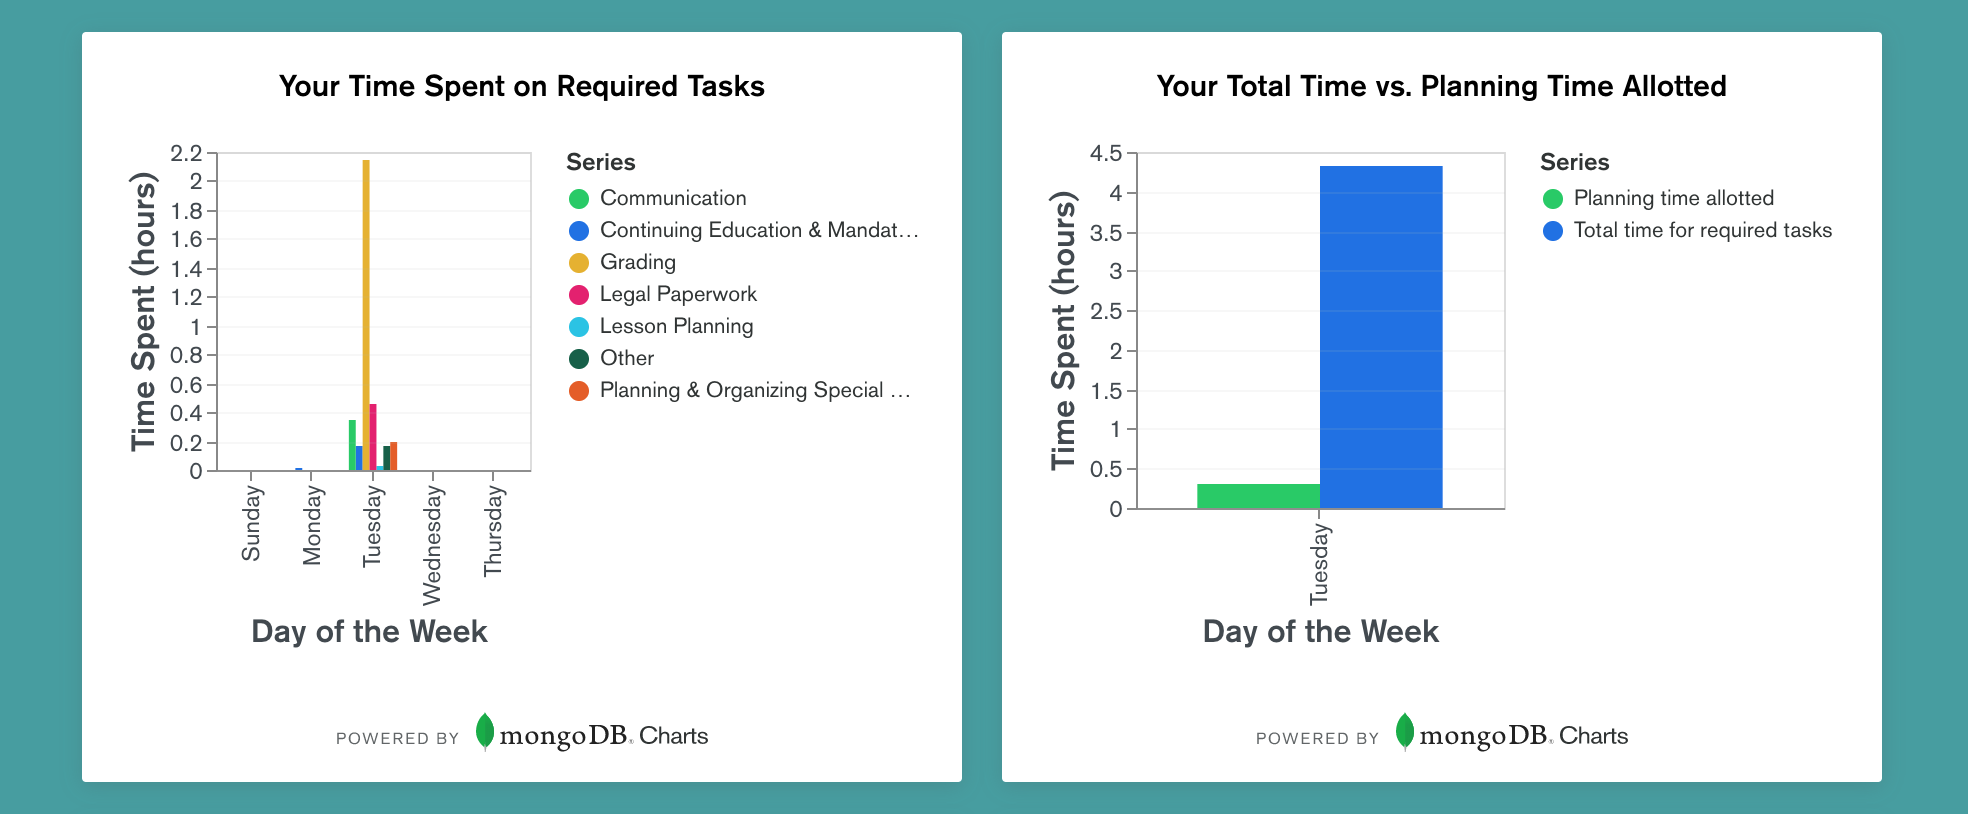 Your Time Spent on Required Tasks
Time Spent (hours)
2.2
2
1.8
1.6
1.4
1.2
1
0.8
0.6
0.4
0.2
0
Sunday
Monday
Tuesday
Wednesday
Thursday
Day of the Week
Series
Communication
Continuing Education & Mandat…
Grading
Legal Paperwork
Lesson Planning
Other
Planning & Organizing Special …
POWERED BY mongoDB. Charts
Your Total Time vs. Planning Time Allotted
Time Spent (hours)
4.5
4
3.5
3
2.5
2
1.5
1
0.5
0
Tuesday
Day of the Week
Series
Planning time allotted
Total time for required tasks
POWERED BY mongoDB. Charts